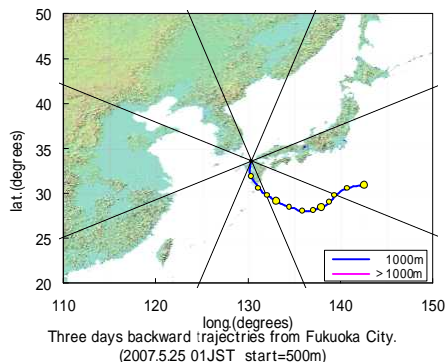 50
45
40
35
30
25
20
lat.(degrees)
110 120 130 140 150
long.(degrees)
1000m
> 1000m
Three days backward trajectories from Fukuoka City.
(2007.5.25 01JST start=500m)